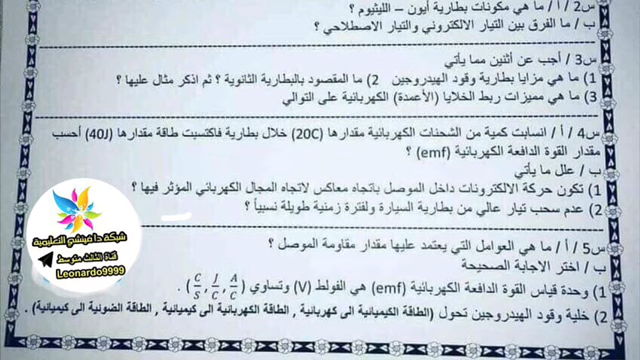 س2 / أ / ما هي مكونات بطارية أيون – الليثيوم ؟
ب / ما الفرق بين التيار الالكتروني والتيار الاصطلاحي ؟
س3 / أجب عن أثنين مما يأتي
1) ما هي مزايا بطارية وقود الهيدروجين 2) ما المقصود بالبطارية الثانوية ؟ ثم اذكر مثال عليها ؟
3) ما هي مميزات ربط الخلايا (الأعمدة) الكهربائية على التوالي
س4 / أ / انسابت كمية من الشحنات الكهربائية مقدارها (20C) خلال بطارية فاكتسبت طاقة مقدارها (40J) أحسب
مقدار القوة الدافعة الكهربائية (emf) ؟
ب / علل ما يأتي
1) تكون حركة الالكترونات داخل الموصل باتجاه معاكس لاتجاه المجال الكهربائي المؤثر فيها ؟
2) عدم سحب تيار عالي من بطارية السيارة ولفترة زمنية طويلة نسبياً ؟
س5 / أ / ما هي العوامل التي يعتمد عليها مقدار مقاومة الموصل ؟
ب / اختر الاجابة الصحيحة
1) وحدة قياس القوة الدافعة الكهربائية (emf) هي الفولط (V) وتساوي (C/S , J/C , A/C) .
2) خلية وقود الهيدروجين تحول (الطاقة الكيميائية الى كهربائية , الطاقة الكهربائية الى كيميائية , الطاقة الضوئية الى كيميائية) .
شبكة دافينشي التعليمية
قناة الثالث متوسط
Leonardo9999